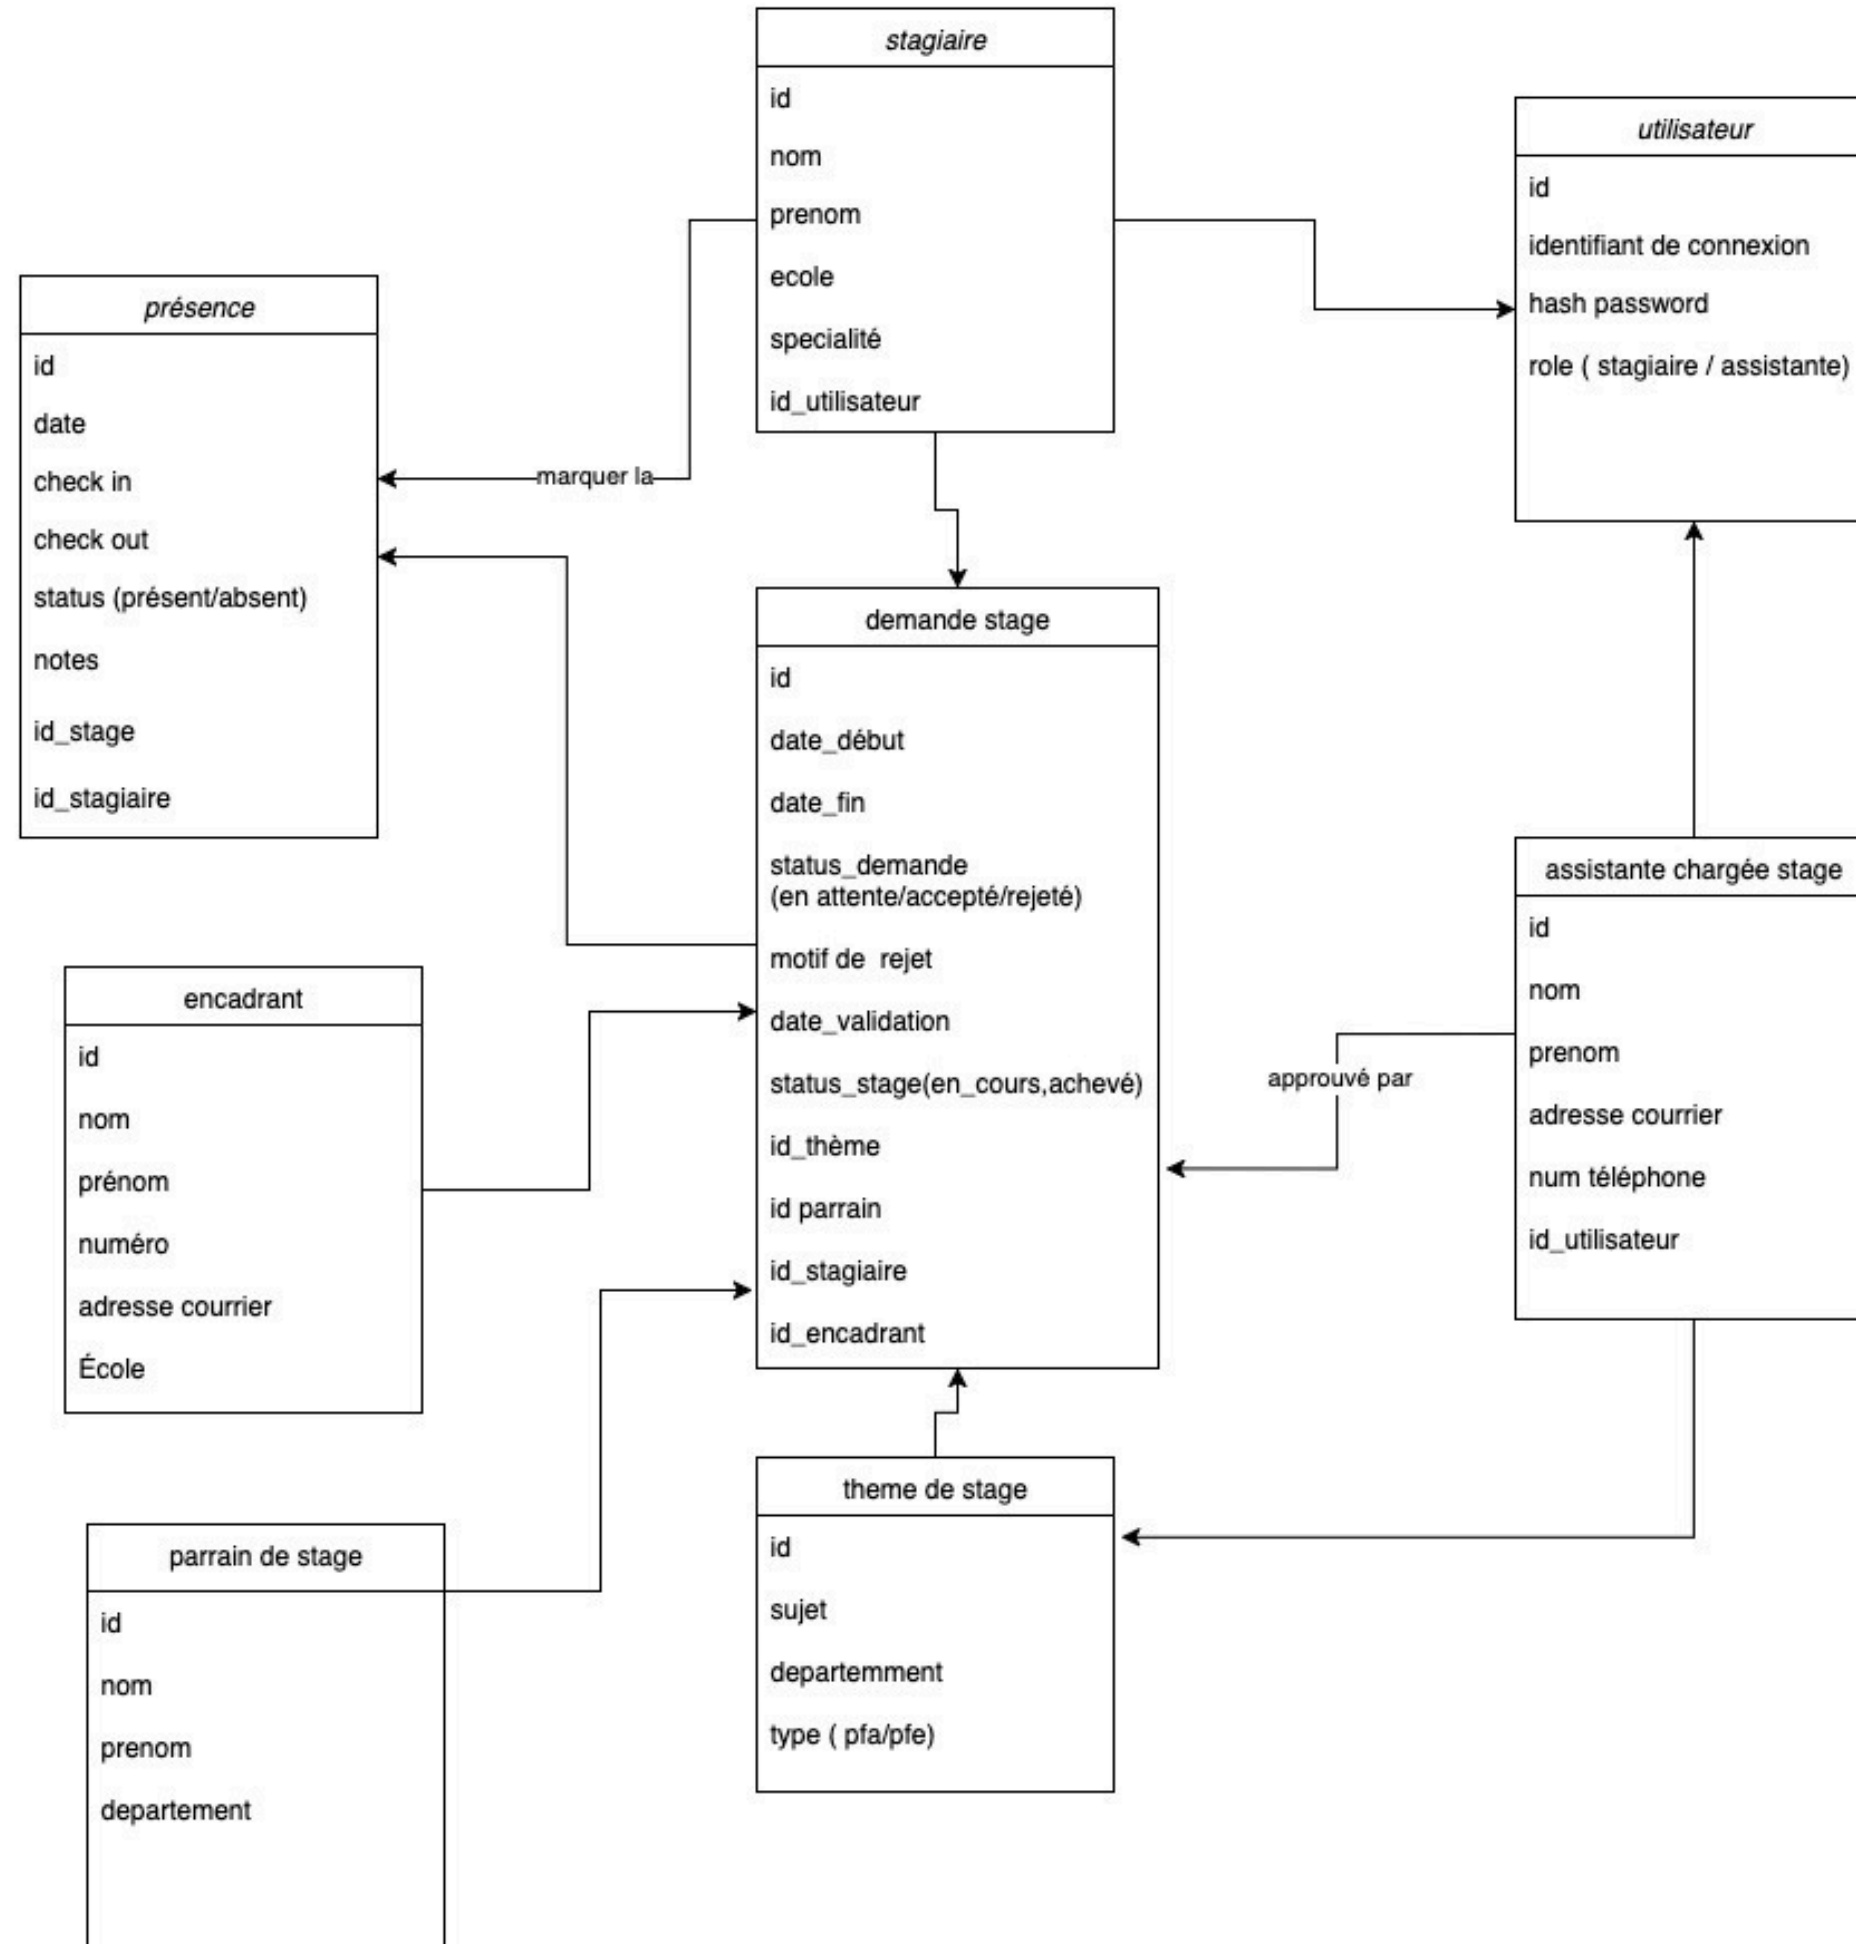 stagiaire
id
nom
prenom
ecole
specialité
id_utilisateur
utilisateur
id
identifiant de connexion
hash password
role ( stagiaire / assistante)
présence
id
date
check in
check out
status (présent/absent)
notes
id_stage
id_stagiaire
marquer la
demande stage
id
date_début
date_fin
status_demande
(en attente/accepté/rejeté)
motif de  rejet
date_validation
status_stage(en_cours,achevé)
id_thème
id parrain
id_stagiaire
id_encadrant
assistante chargée stage
id
nom
prenom
adresse courrier
num téléphone
id_utilisateur
approuvé par
encadrant
id
nom
prénom
numéro
adresse courrier
École
theme de stage
id
sujet
departemment
type ( pfa/pfe)
parrain de stage
id
nom
prenom
departement